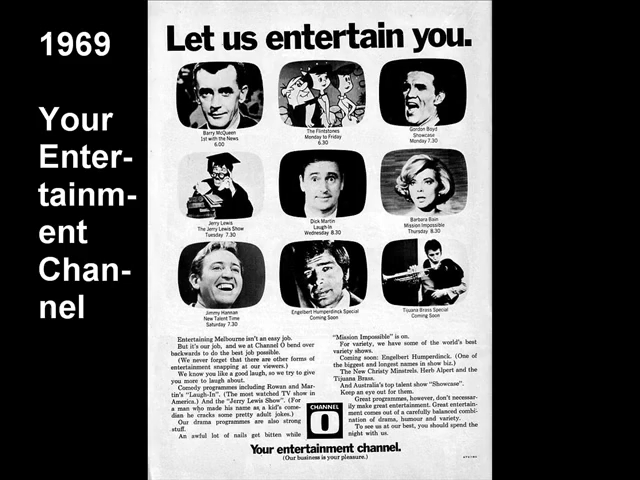 1969
Your
Enter-
tainm-
ent
Chan-
nel
Let us entertain you.
Barry McQueen
1st with the News
6.00
The Flintstones
Monday to Friday
6.30
Gordon Boyd
Showcase
Monday 7.30
Jerry Lewis
The Jerry Lewis Show
Tuesday 7.30
Dick Martin
Laugh-In
Wednesday 8.30
Barbara Bain
Mission Impossible
Thursday 8.30
Jimmy Hannan
New Talent Time
Saturday 7.30
Engelbert Humperdinck Special
Coming Soon
Tijuana Brass Special
Coming Soon
Entertaining Melbourne isn't an easy job.
But it's our job, and we at Channel O bend over
backwards to do the best job possible.
(We never forget that there are other forms of
entertainment snapping at our viewers.)
We know you like a good laugh, so we try to give
you more to laugh about.
Comedy programmes including Rowan and Mar-
tin's "Laugh-In". (The most watched TV show in
America.) And the "Jerry Lewis Show". (For
a man who made his name as a kid's come-
dian he cracks some pretty adult jokes.)
Our drama programmes are also strong
stuff.
An awful lot of nails get bitten while
"Mission Impossible" is on.
For variety, we have some of the world's best
variety shows.
Coming soon: Engelbert Humperdinck. (One of
the biggest and longest names in show biz.)
The New Christy Minstrels. Herb Alpert and the
Tijuana Brass.
And Australia's top talent show "Showcase".
Keep an eye out for them.
Great programmes, however, don't necessar-
ily make great entertainment. Great entertain-
ment comes out of a carefully balanced combi-
nation of drama, humour and variety.
To see us at our best, you should spend the
night with us.
CHANNEL
O
Your entertainment channel.
(Our business is your pleasure.)